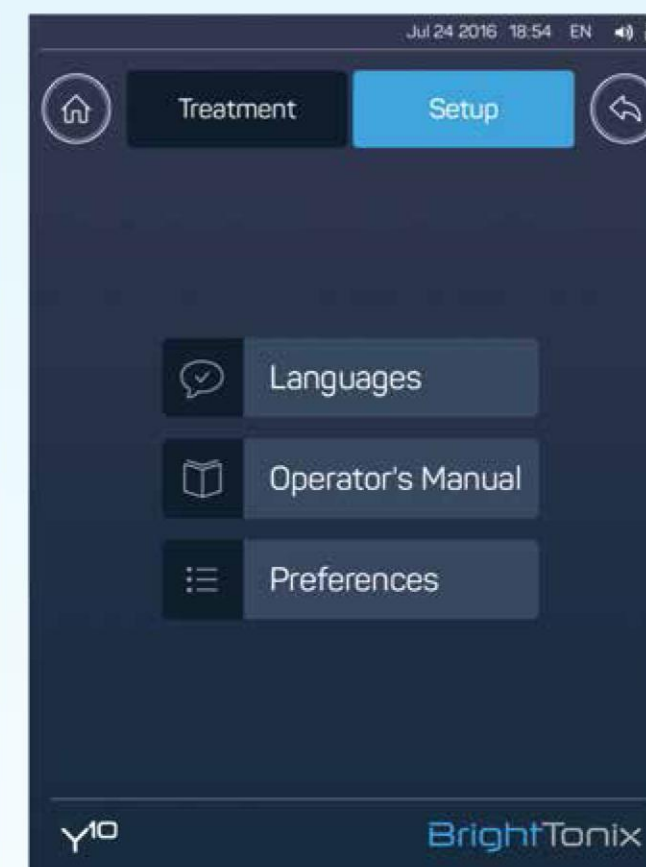 Jul 24 2016 18:54 EN
Treatment Setup
Languages
Operator's Manual
Preferences
Y10 BrightTonix